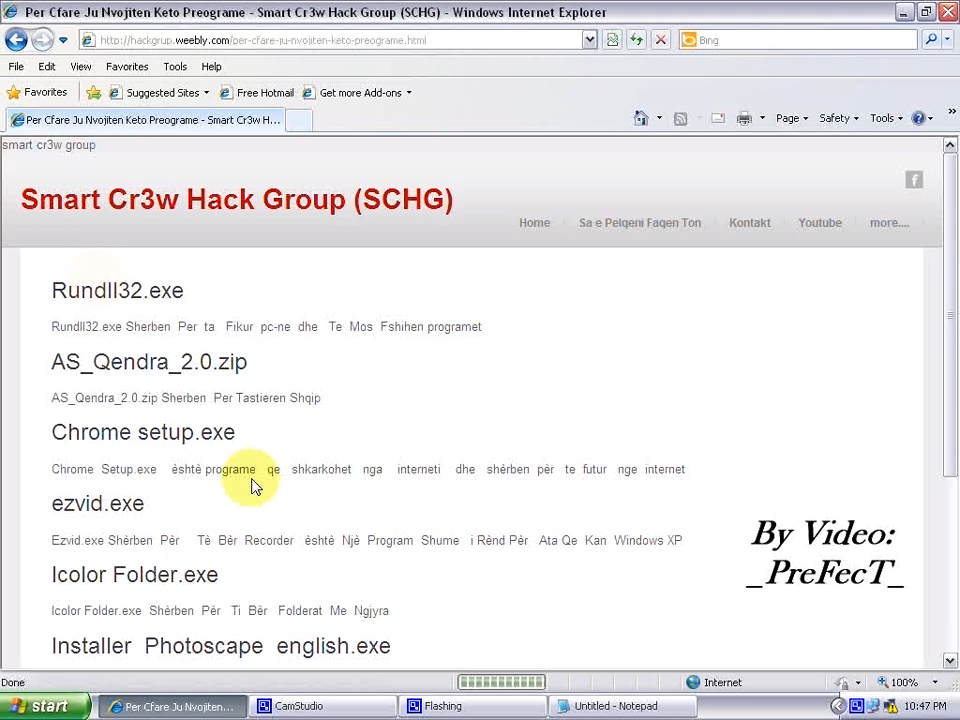 Per Cfare Ju Nvojiten Keto Preograme - Smart Cr3w Hack Group (SCHG) - Windows Internet Explorer
http://hackgrup.weebly.com/per-cfare-ju-nvojiten-keto-preograme.html
Bing
File Edit View Favorites Tools Help
Favorites Suggested Sites Free Hotmail Get more Add-ons
Per Cfare Ju Nvojiten Keto Preograme - Smart Cr3w H...
Page Safety Tools
smart cr3w group
Smart Cr3w Hack Group (SCHG)
Home Sa e Pelqeni Faqen Ton Kontakt Youtube more....
Rundll32.exe
Rundll32.exe Sherben Per ta Fikur pc-ne dhe Te Mos Fshihen programet
AS_Qendra_2.0.zip
AS_Qendra_2.0.zip Sherben Per Tastieren Shqip
Chrome setup.exe
Chrome Setup.exe është programe qe shkarkohet nga interneti dhe shërben për te futur nge internet
ezvid.exe
Ezvid.exe Shërben Për Të Bër Recorder është Një Program Shume i Rënd Për Ata Qe Kan Windows XP
Icolor Folder.exe
Icolor Folder.exe Shërben Për Ti Bër Folderat Me Ngjyra
Installer Photoscape english.exe
By Video:
_PreFecT_
Done Internet 100%
start Per Cfare Ju Nvojiten... CamStudio Flashing Untitled - Notepad 10:47 PM